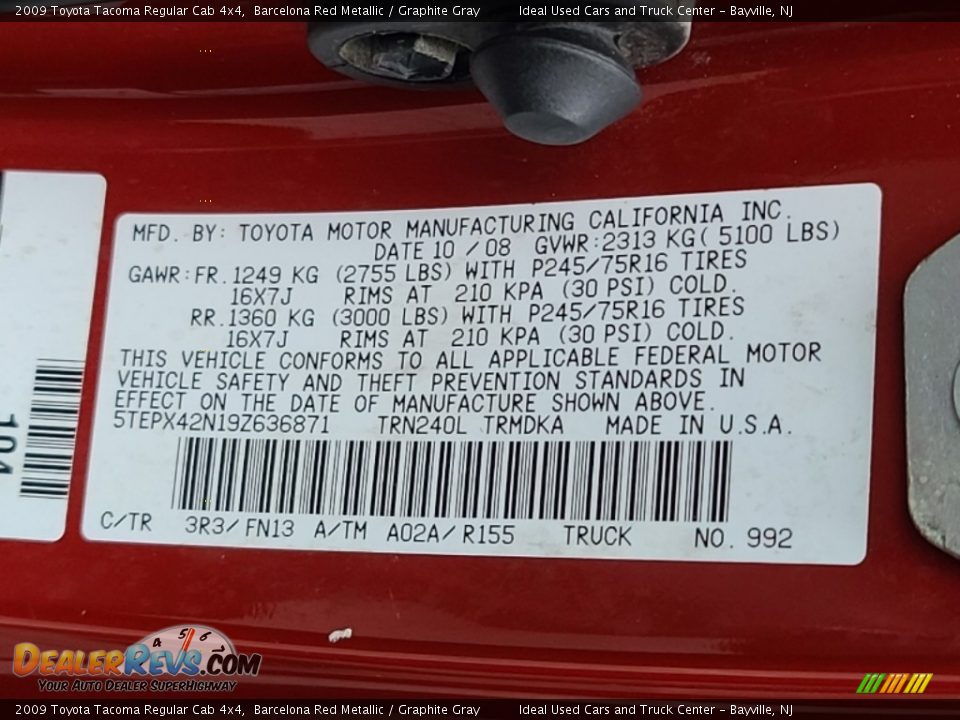 2009 Toyota Tacoma Regular Cab 4x4, Barcelona Red Metallic / Graphite Gray Ideal Used Cars and Truck Center - Bayville, NJ
MFD. BY: TOYOTA MOTOR MANUFACTURING CALIFORNIA INC.
DATE 10 /08 GVWR:2313 KG( 5100 LBS)
GAWR:FR.1249 KG (2755 LBS) WITH P245/75R16 TIRES
16X7J RIMS AT 210 KPA (30 PSI) COLD.
RR.1360 KG (3000 LBS) WITH P245/75R16 TIRES
16X7J RIMS AT 210 KPA (30 PSI) COLD.
THIS VEHICLE CONFORMS TO ALL APPLICABLE FEDERAL MOTOR
VEHICLE SAFETY AND THEFT PREVENTION STANDARDS IN
EFFECT ON THE DATE OF MANUFACTURE SHOWN ABOVE.
5TEPX42N19Z636871 TRN240L TRMDKA MADE IN U.S.A.
C/TR 3R3/FN13 A/TM A02A/R155 TRUCK NO. 992
4 5 6
DEALERREVS.COM
Your Auto Dealer SuperHighway
2009 Toyota Tacoma Regular Cab 4x4, Barcelona Red Metallic / Graphite Gray Ideal Used Cars and Truck Center - Bayville, NJ